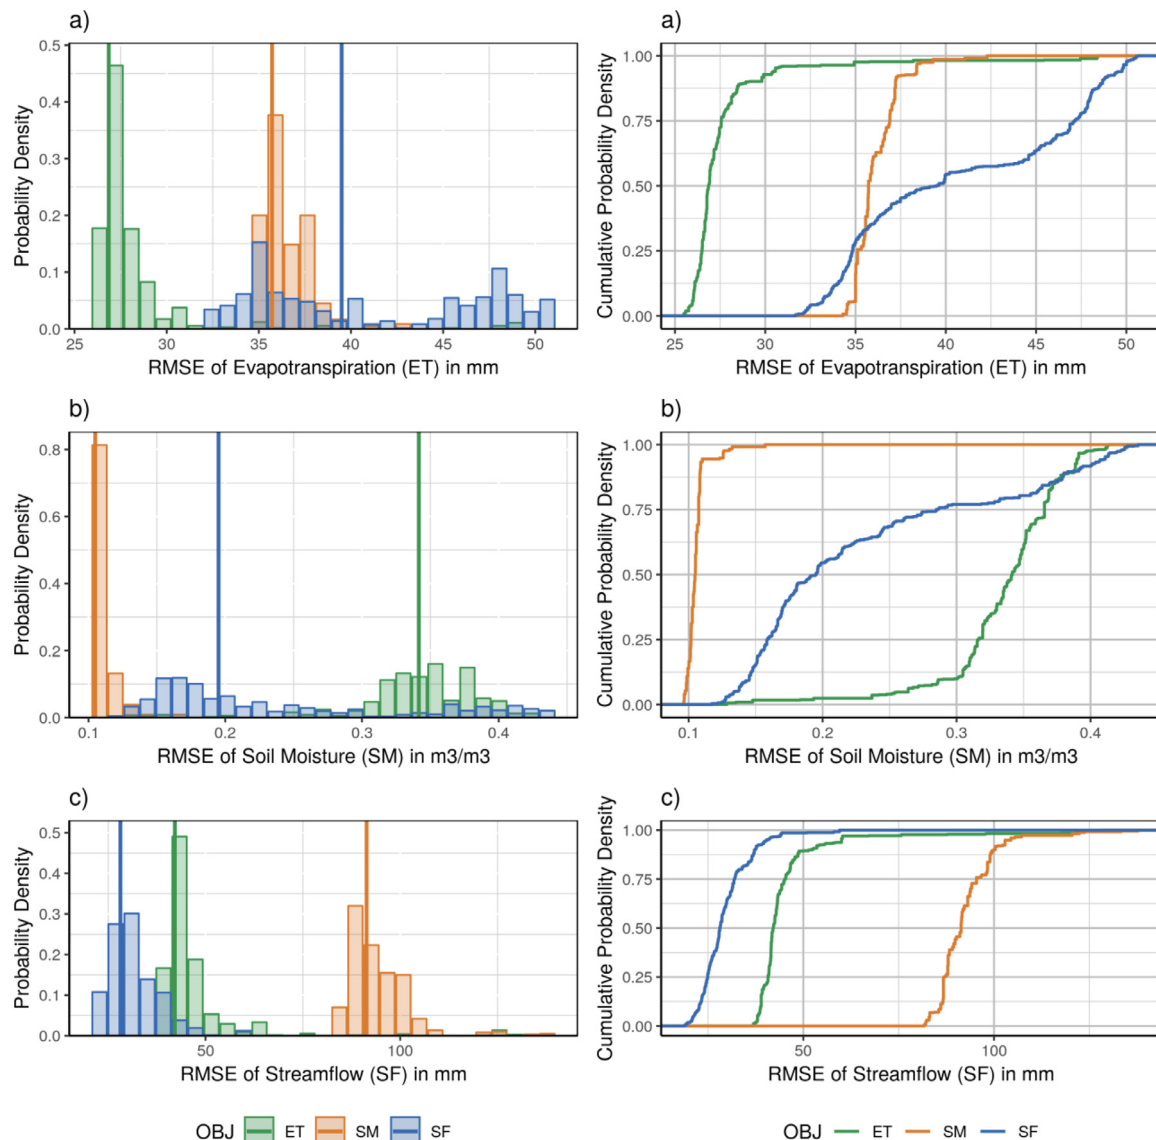 a)
0.5
0.4
0.3
0.2
0.1
0.0
Probability Density
25 30 35 40 45 50
RMSE of Evapotranspiration (ET) in mm
a)
1.00
0.75
0.50
0.25
0.00
Cumulative Probability Density
25 30 35 40 45 50
RMSE of Evapotranspiration (ET) in mm
b)
0.8
0.6
0.4
0.2
0.0
Probability Density
0.1 0.2 0.3 0.4
RMSE of Soil Moisture (SM) in m3/m3
b)
1.00
0.75
0.50
0.25
0.00
Cumulative Probability Density
0.1 0.2 0.3 0.4
RMSE of Soil Moisture (SM) in m3/m3
c)
0.5
0.4
0.3
0.2
0.1
0.0
Probability Density
50 100
RMSE of Streamflow (SF) in mm
c)
1.00
0.75
0.50
0.25
0.00
Cumulative Probability Density
50 100
RMSE of Streamflow (SF) in mm
OBJ ET SM SF
OBJ ET SM SF